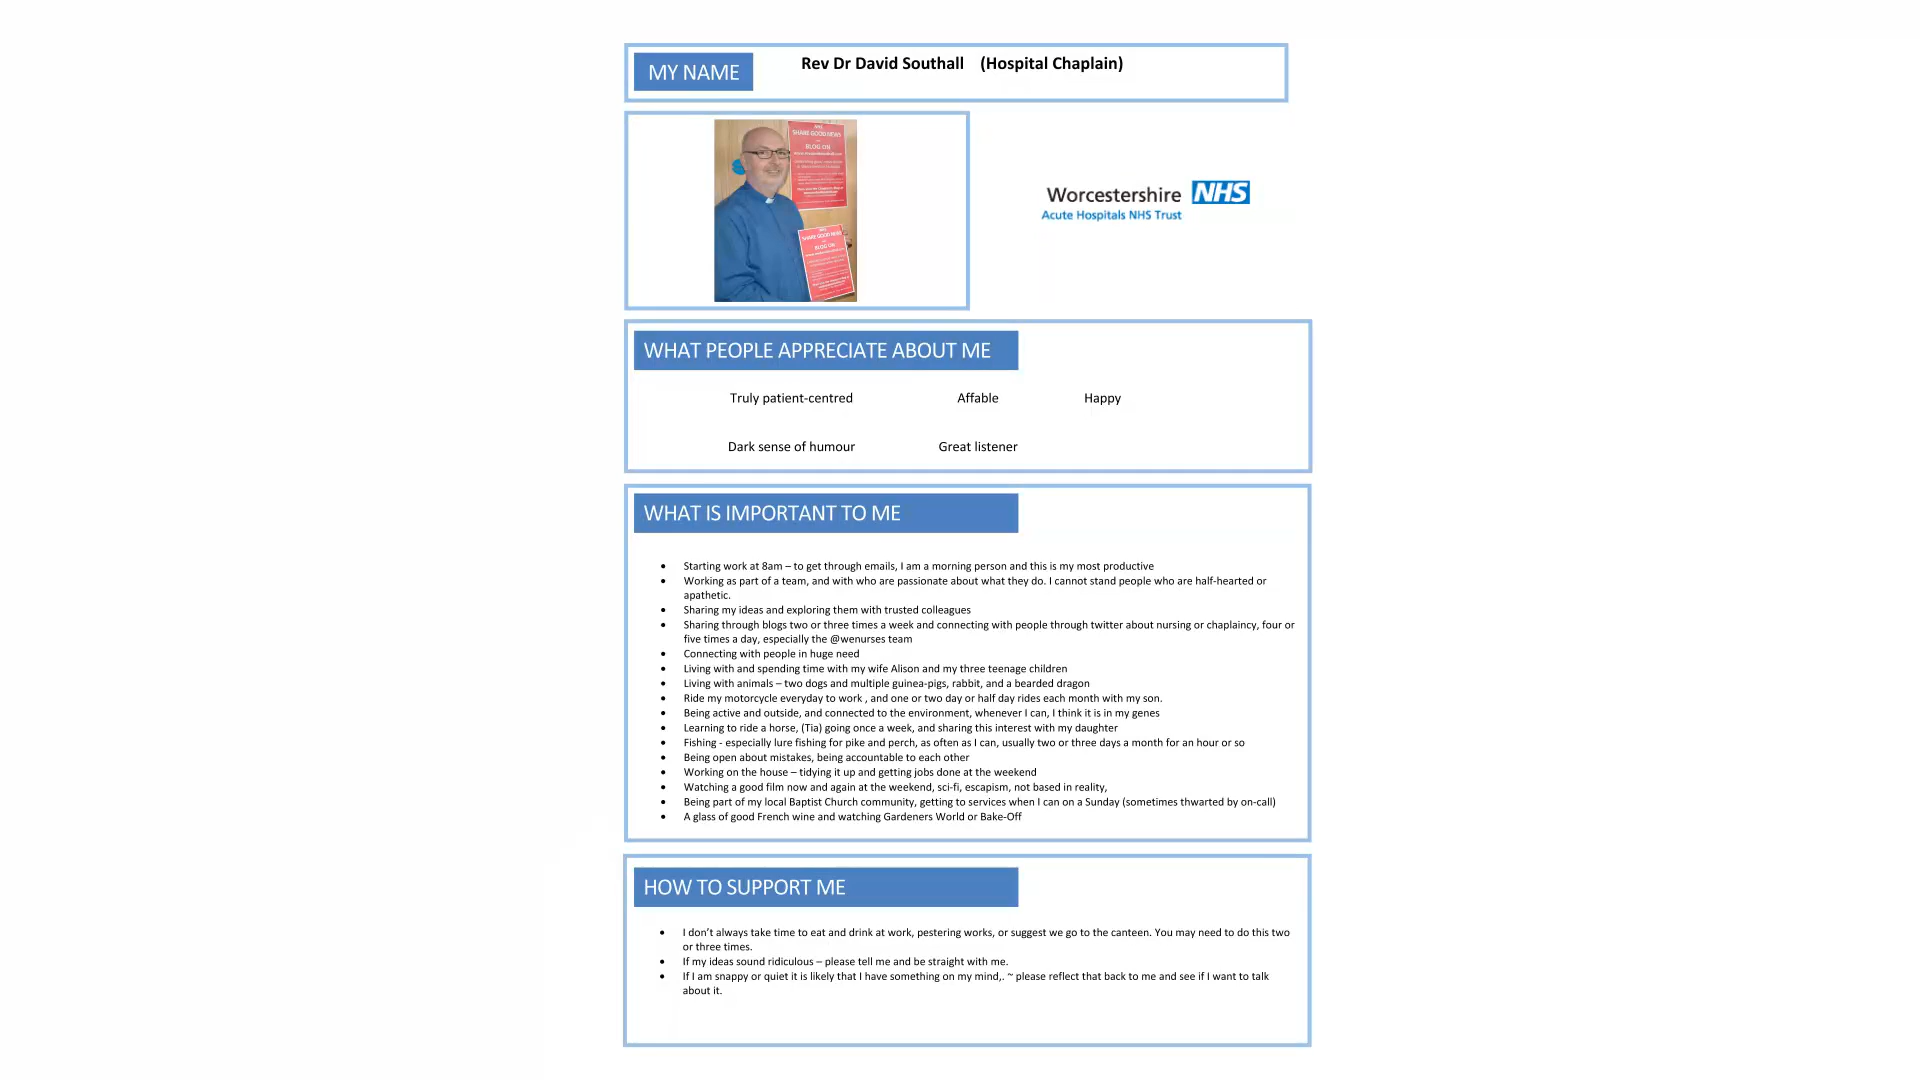 MY NAME
Rev Dr David Southall (Hospital Chaplain)
SHARE GOOD NEWS
BLOG ON
SHARE GOOD NEWS
BLOG ON
Worcestershire NHS
Acute Hospitals NHS Trust
WHAT PEOPLE APPRECIATE ABOUT ME
Truly patient-centred Affable Happy
Dark sense of humour Great listener
WHAT IS IMPORTANT TO ME
• Starting work at 8am – to get through emails, I am a morning person and this is my most productive
• Working as part of a team, and with who are passionate about what they do. I cannot stand people who are half-hearted or
apathetic.
• Sharing my ideas and exploring them with trusted colleagues
• Sharing through blogs two or three times a week and connecting with people through twitter about nursing or chaplaincy, four or
five times a day, especially the @wenurses team
• Connecting with people in huge need
• Living with and spending time with my wife Alison and my three teenage children
• Living with animals – two dogs and multiple guinea-pigs, rabbit, and a bearded dragon
• Ride my motorcycle everyday to work , and one or two day or half day rides each month with my son.
• Being active and outside, and connected to the environment, whenever I can, I think it is in my genes
• Learning to ride a horse, (Tia) going once a week, and sharing this interest with my daughter
• Fishing - especially lure fishing for pike and perch, as often as I can, usually two or three days a month for an hour or so
• Being open about mistakes, being accountable to each other
• Working on the house – tidying it up and getting jobs done at the weekend
• Watching a good film now and again at the weekend, sci-fi, escapism, not based in reality,
• Being part of my local Baptist Church community, getting to services when I can on a Sunday (sometimes thwarted by on-call)
• A glass of good French wine and watching Gardeners World or Bake-Off
HOW TO SUPPORT ME
• I don't always take time to eat and drink at work, pestering works, or suggest we go to the canteen. You may need to do this two
or three times.
• If my ideas sound ridiculous – please tell me and be straight with me.
• If I am snappy or quiet it is likely that I have something on my mind,. ~ please reflect that back to me and see if I want to talk
about it.